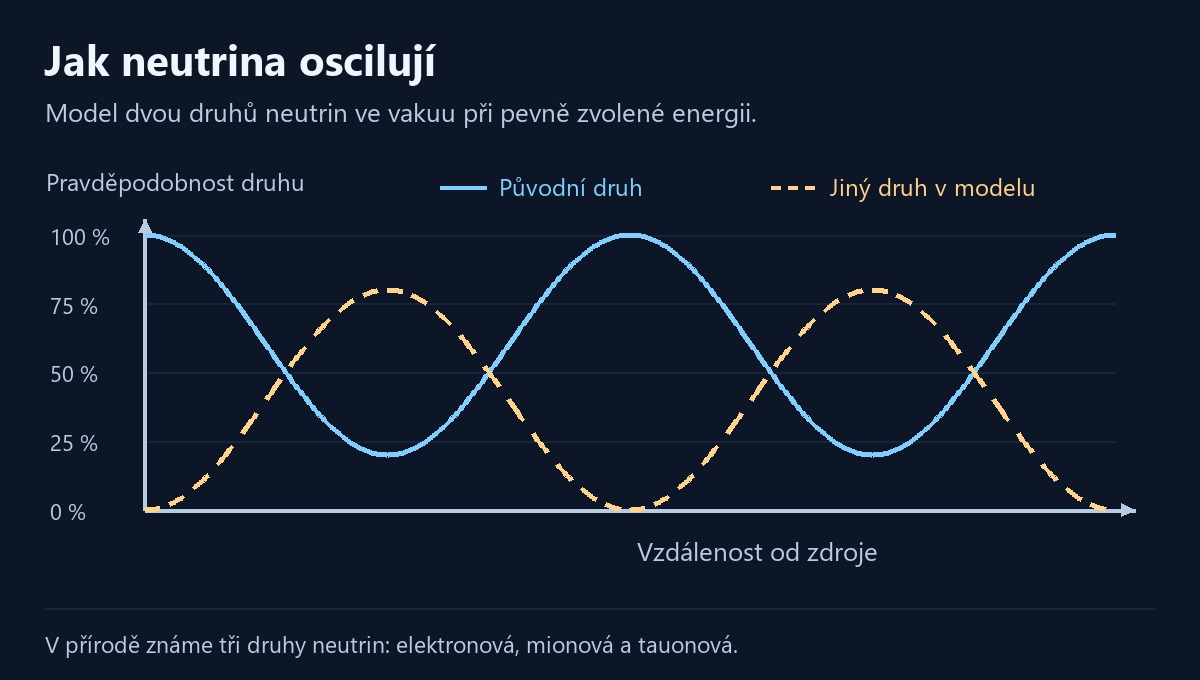 Jak neutrina oscilují
Model dvou druhů neutrin ve vakuu při pevně zvolené energii.
Pravděpodobnost druhu
Původní druh
Jiný druh v modelu
100 %
75 %
50 %
25 %
0 %
Vzdálenost od zdroje
V přírodě známe tři druhy neutrin: elektronová, mionová a tauonová.